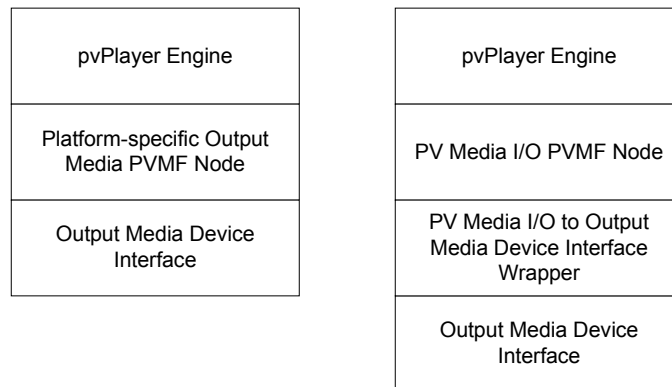 pvPlayer Engine
Platform-specific Output
Media PVMF Node
Output Media Device
Interface
pvPlayer Engine
PV Media I/O PVMF Node
PV Media I/O to Output
Media Device Interface
Wrapper
Output Media Device
Interface